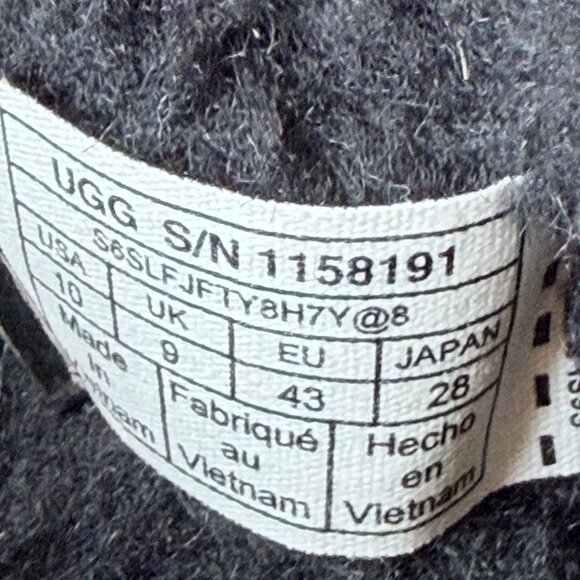 UGG S/N 1158191
S6SLFJFTY8H7Y@8
USA UK EU JAPAN
10 9 43 28
Made in Vietnam
Fabriqué au Vietnam
Hecho en Vietnam